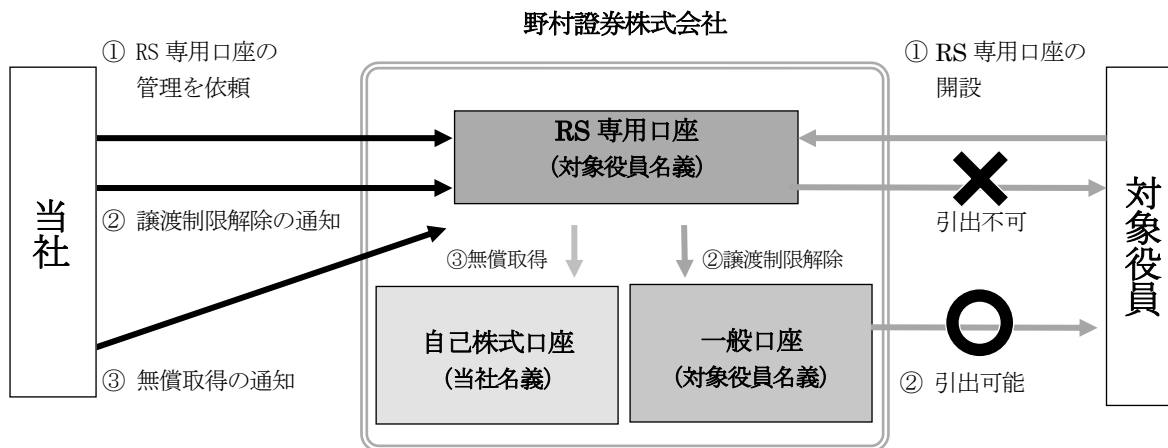 野村證券株式会社
① RS 専用口座の
管理を依頼
① RS 専用口座の
開設
RS 専用口座
(対象役員名義)
当社
② 譲渡制限解除の通知
引出不可
対象役員
③無償取得
②譲渡制限解除
自己株式口座
(当社名義)
一般口座
(対象役員名義)
③ 無償取得の通知
② 引出可能